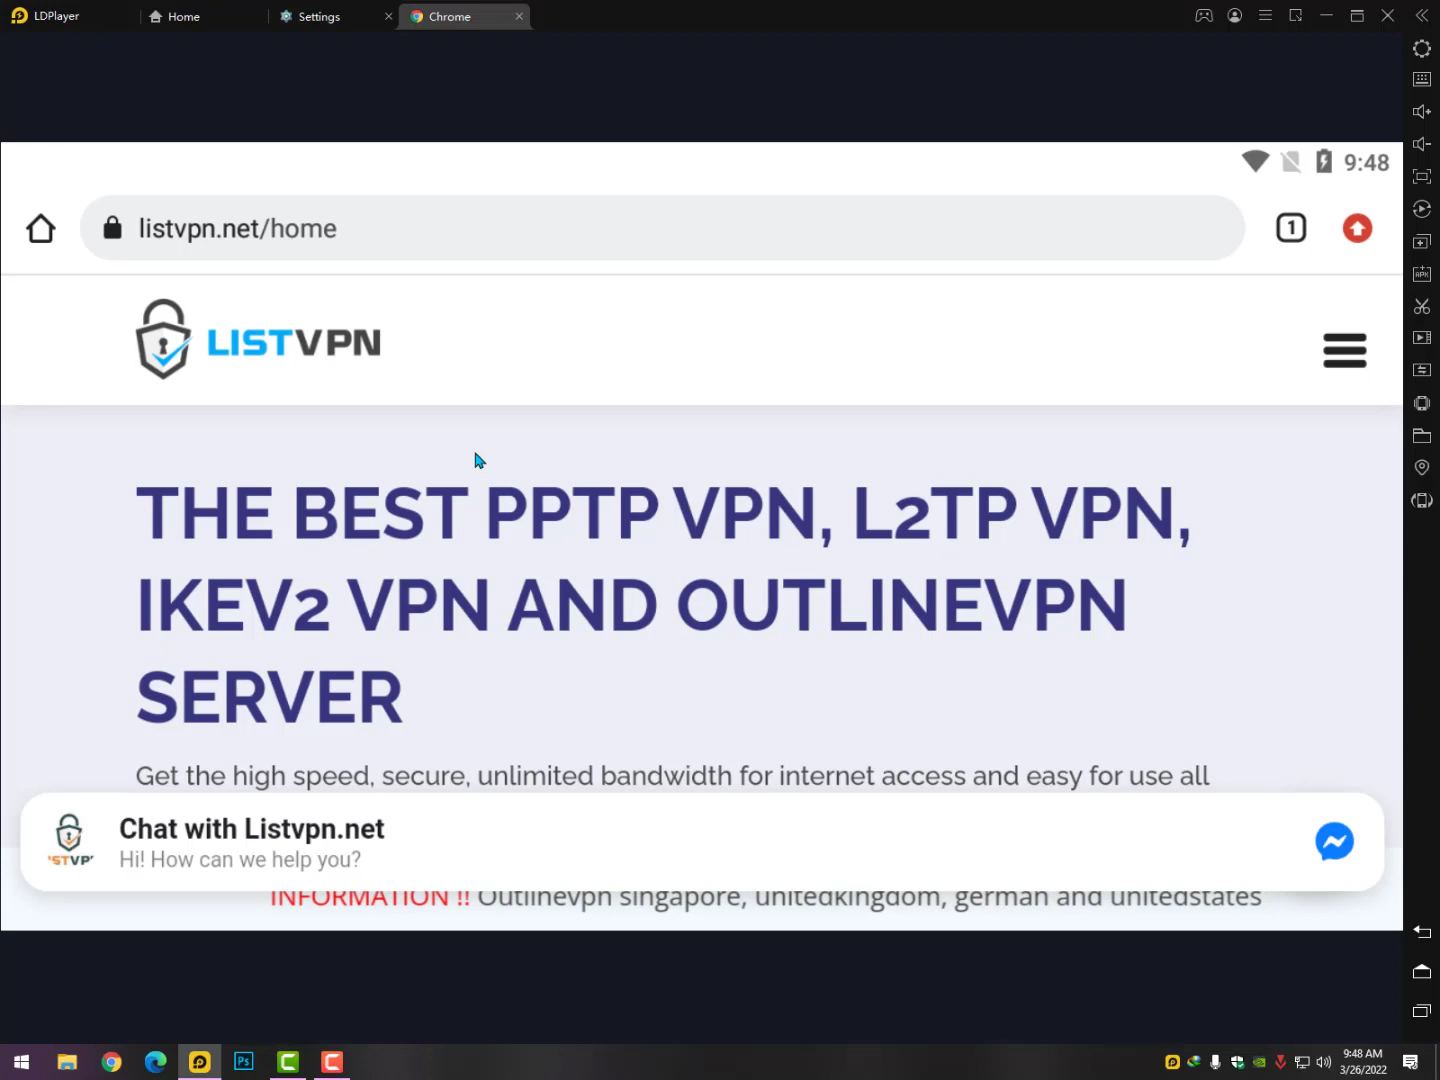 LDPlayer
Home
Settings
Chrome
9:48
listvpn.net/home
1
LISTVPN
THE BEST PPTP VPN, L2TP VPN,
IKEV2 VPN AND OUTLINEVPN
SERVER
Get the high speed, secure, unlimited bandwidth for internet access and easy for use all
Chat with Listvpn.net
Hi! How can we help you?
INFORMATION !! Outlinevpn singapore, unitedkingdom, german and unitedstates
APK
Ps
9:48 AM
3/26/2022